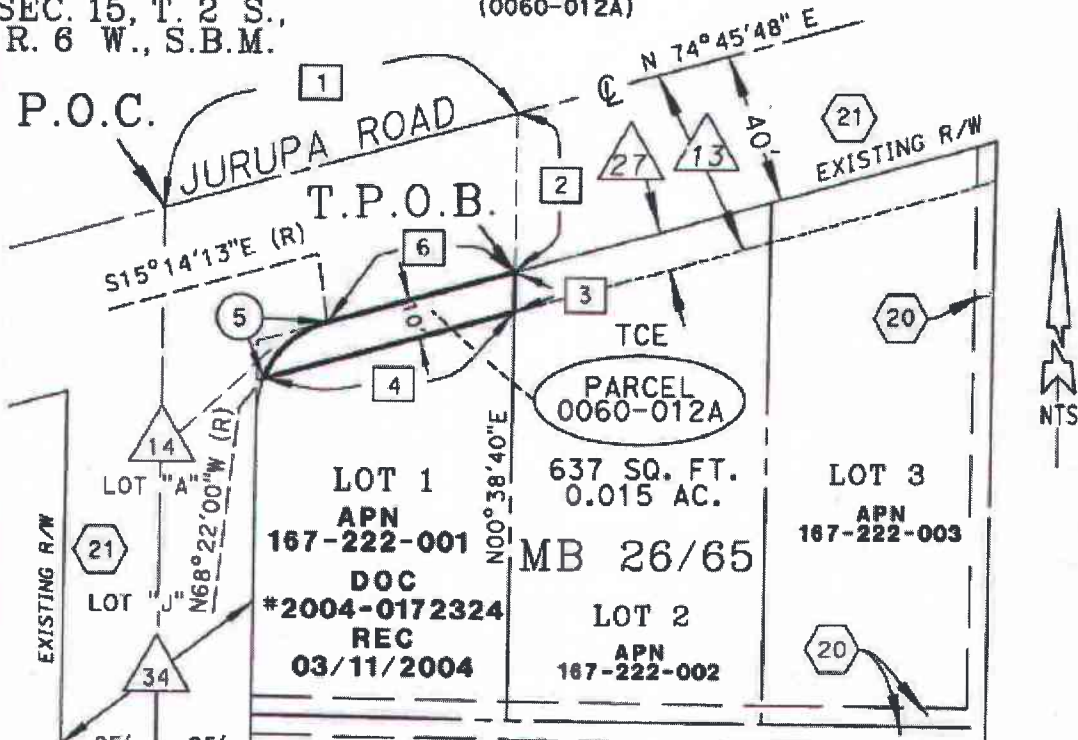 SEC. 15, T. 2 S.,
R. 6 W., S.B.M.
(0060-012A)
N 74°45'48" E
1
P.O.C.
JURUPA ROAD
℄
40'
21
27
13
EXISTING R/W
2
T.P.O.B.
S15°14'13"E (R)
6
3
5
10'
20
TCE
4
PARCEL
0060-012A
NTS
14
LOT "A"
N68°22'00"W (R)
LOT 1
APN
167-222-001
N00°38'40"E
637 SQ. FT.
0.015 AC.
LOT 3
APN
167-222-003
EXISTING R/W
21
MB 26/65
DOC
#2004-0172324
REC
03/11/2004
LOT "J"
LOT 2
APN
167-222-002
20
34